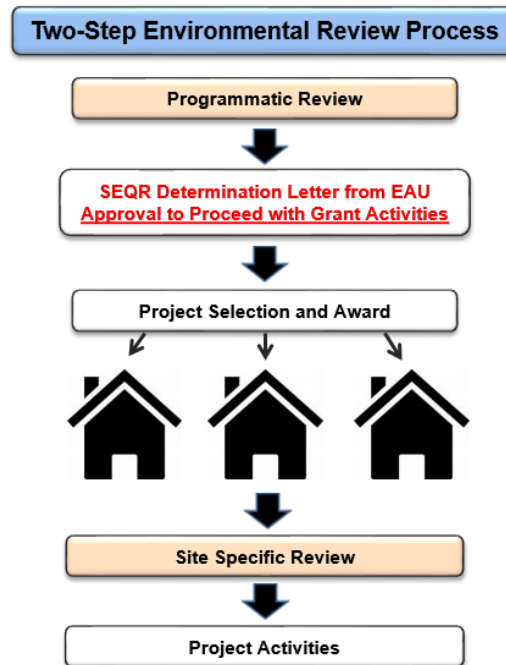 Two-Step Environmental Review Process
Programmatic Review
SEQR Determination Letter from EAU
Approval to Proceed with Grant Activities
Project Selection and Award
Site Specific Review
Project Activities